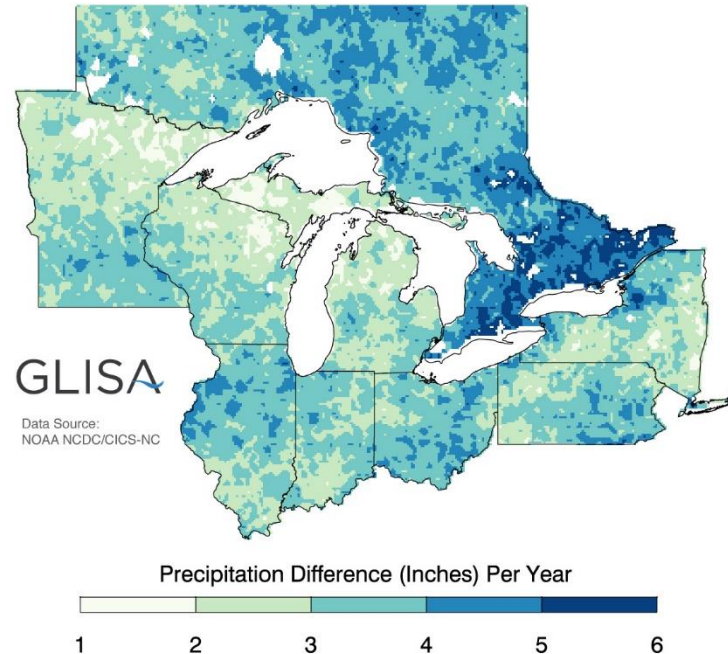 GLISA
Data Source:
NOAA NCDC/CICS-NC
Precipitation Difference (Inches) Per Year
1 2 3 4 5 6